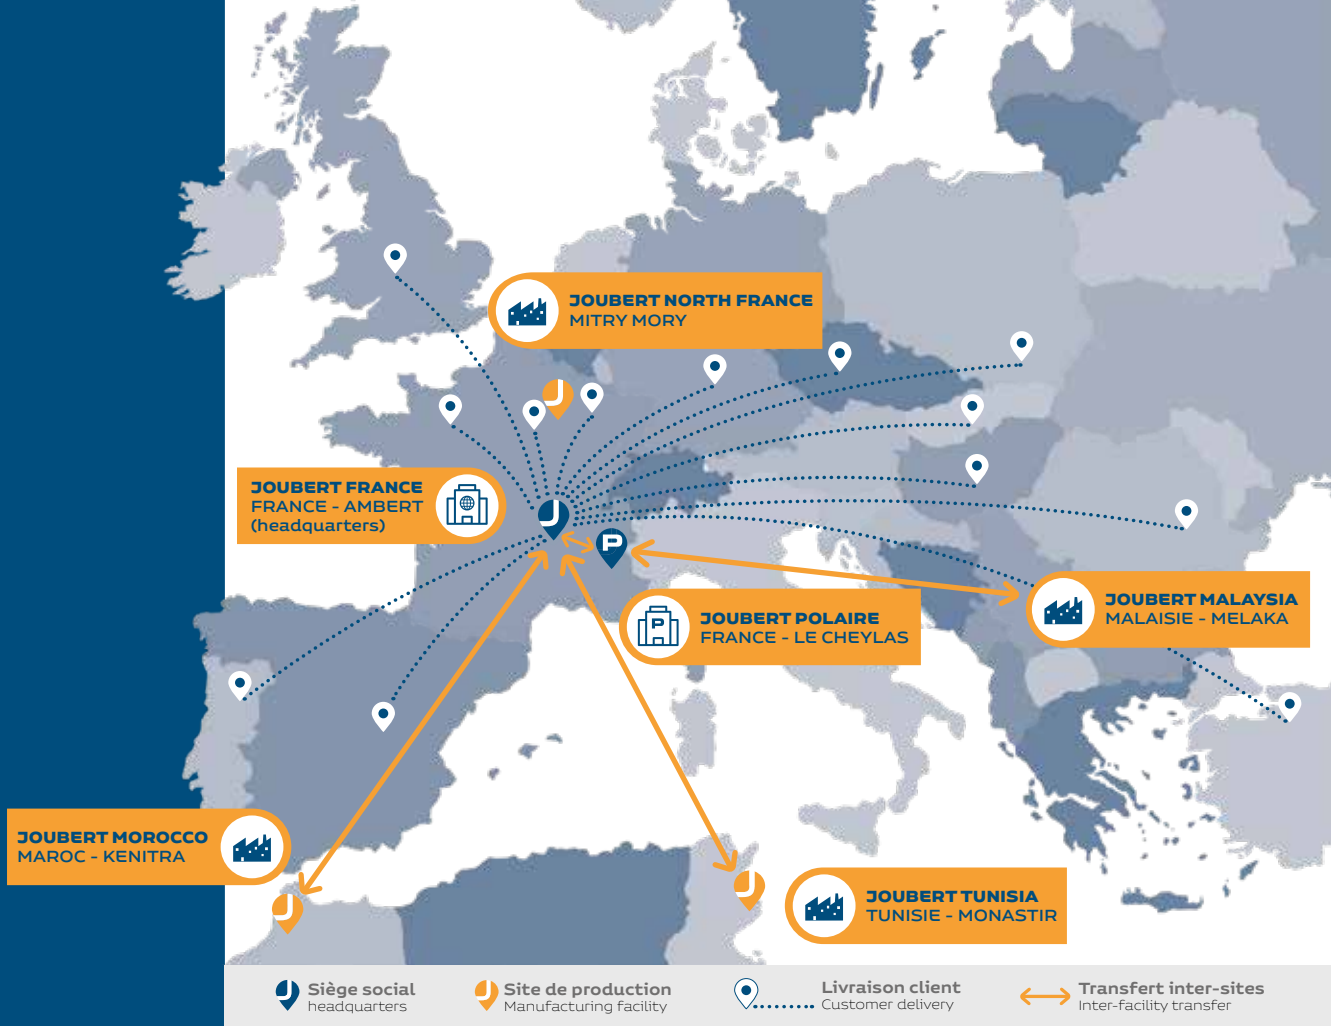 JOUBERT NORTH FRANCE
MITRY MORY
JOUBERT FRANCE
FRANCE - AMBERT
(headquarters)
J
J
P
P
JOUBERT POLAIRE
FRANCE - LE CHEYLAS
JOUBERT MALAYSIA
MALAISIE - MELAKA
JOUBERT MOROCCO
MAROC - KENITRA
J
J
JOUBERT TUNISIA
TUNISIE - MONASTIR
J
Siège social
headquarters
J
Site de production
Manufacturing facility
Livraison client
Customer delivery
Transfert inter-sites
Inter-facility transfer